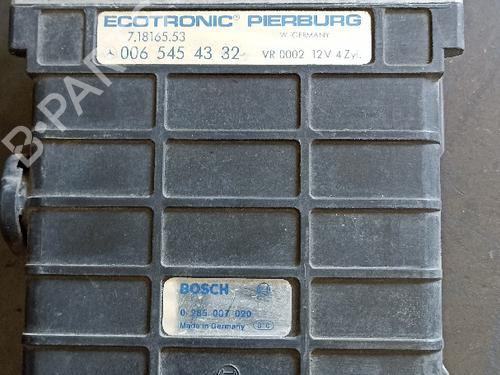 ECOTRONIC® PIERBURG
7.18165.53 W. GERMANY
006 545 43 32 VR 0002 12V 4 Zyl.
B-PARTS
BOSCH
0 285 007 020
Made in Germany